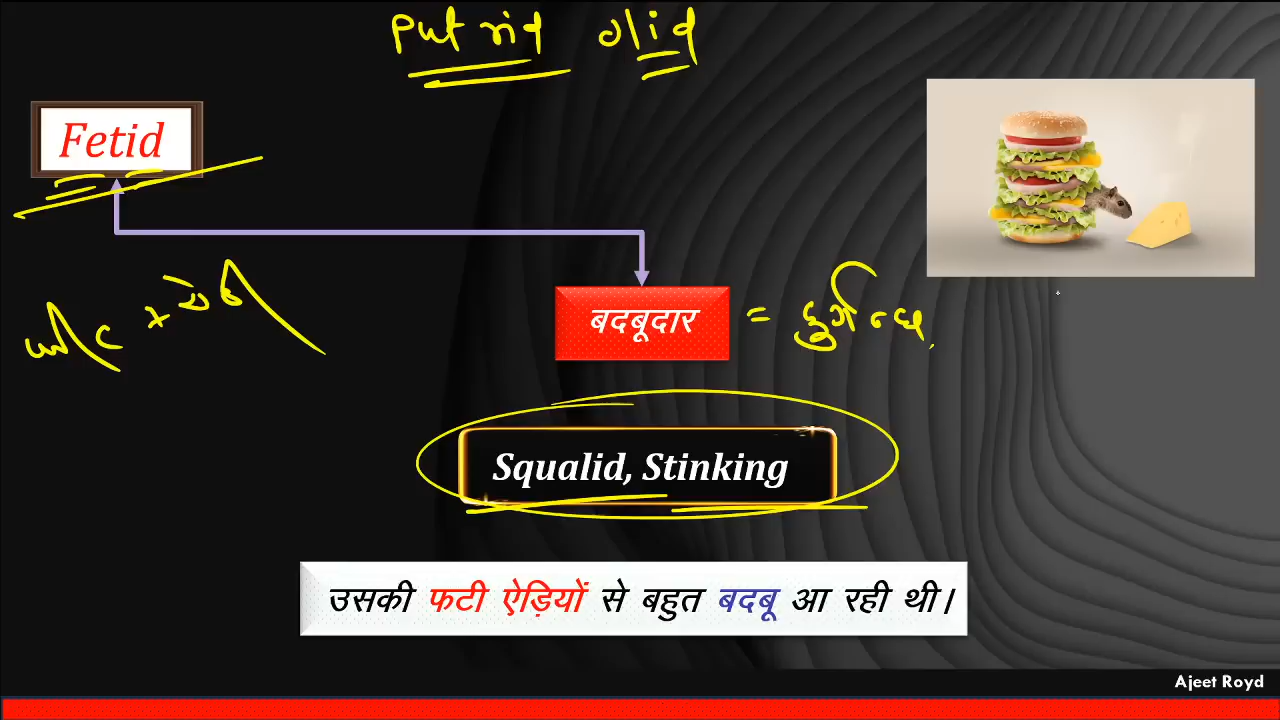 Putrid olid
Fetid
बदबूदार = दुर्गन्ध
Squalid, Stinking
उसकी फटी ऐड़ियों से बहुत बदबू आ रही थी।
Ajeet Royd